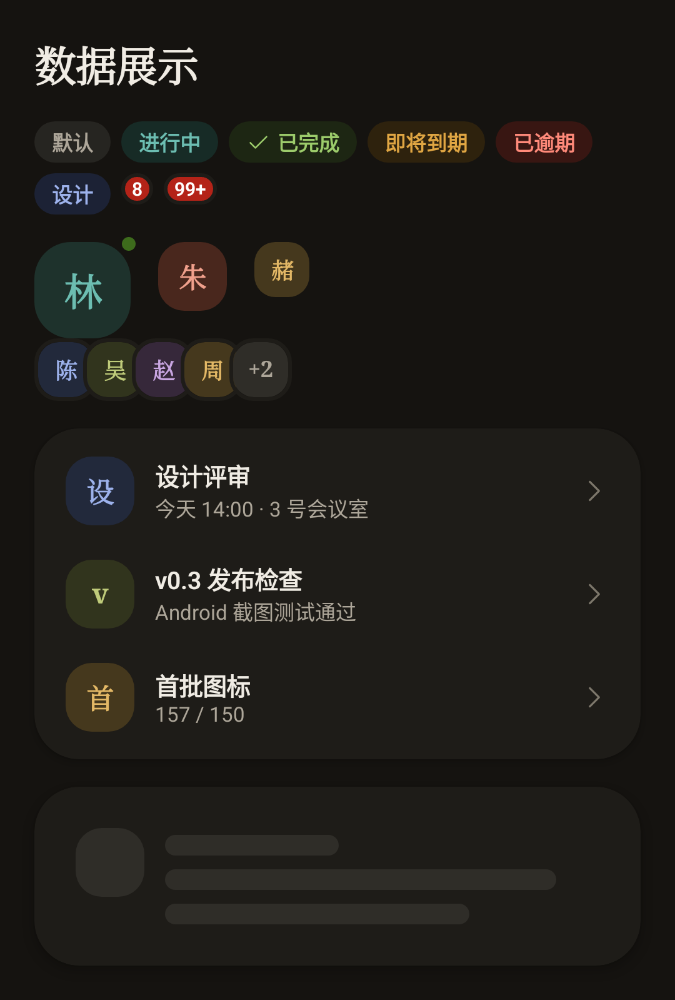 数据展示
默认 进行中 已完成 即将到期 已逾期
设计 8 99+
林 朱 赭
陈 吴 赵 周 +2
设 设计评审
今天 14:00 · 3 号会议室
v v0.3 发布检查
Android 截图测试通过
首 首批图标
157 / 150